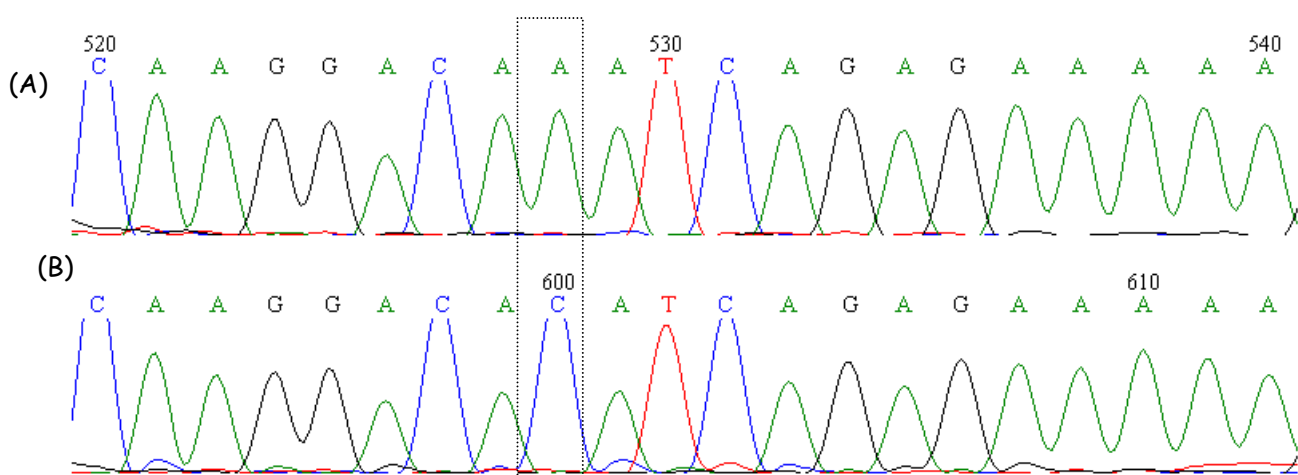 520 530 540
(A) C A A G G A C A A A T C A G A G A A A A A
(B)
600 610
C A A G G A C A C A T C A G A G A A A A A